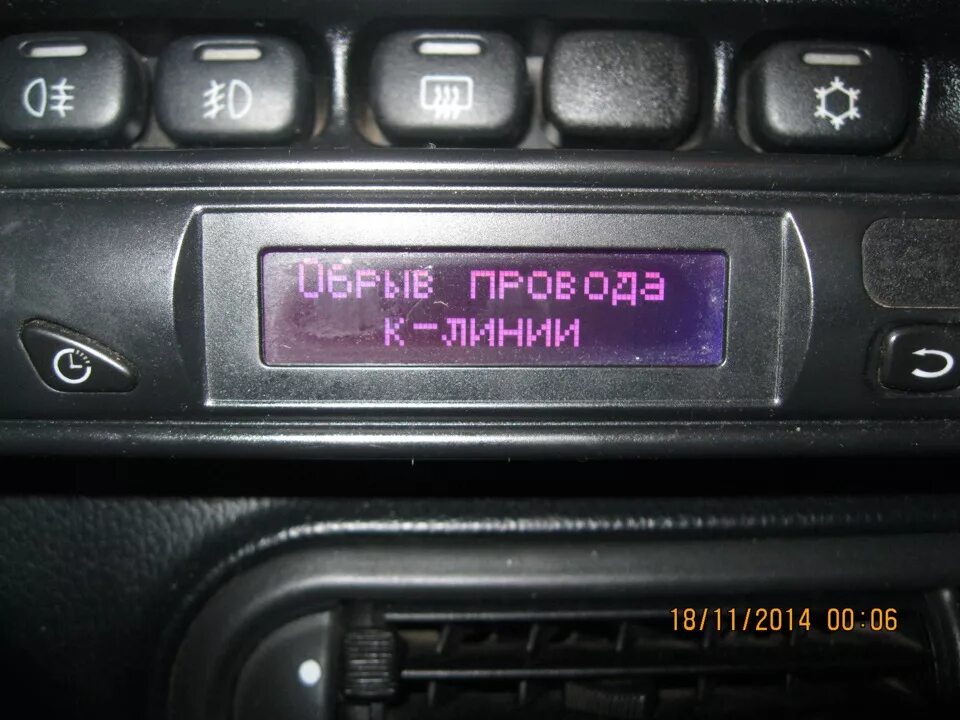 Обрыв провода
к-линии
18/11/2014 00:06